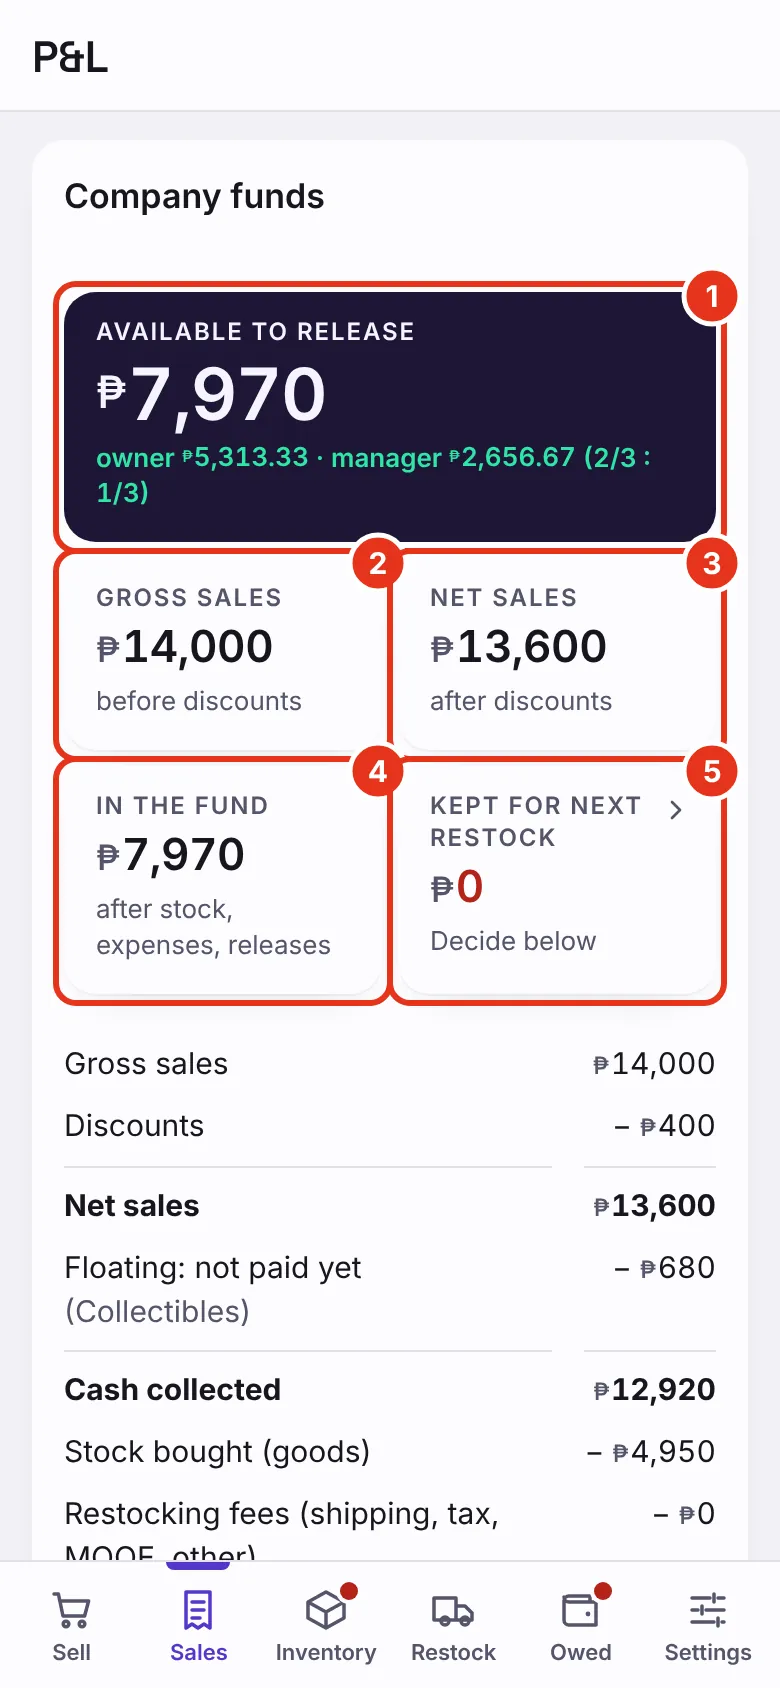 P&L
Company funds
1
AVAILABLE TO RELEASE
₱7,970
owner ₱5,313.33 · manager ₱2,656.67 (2/3 :
1/3)
2
3
GROSS SALES
₱14,000
before discounts
NET SALES
₱13,600
after discounts
4
5
IN THE FUND
₱7,970
after stock,
expenses, releases
KEPT FOR NEXT
RESTOCK
₱0
Decide below
Gross sales ₱14,000
Discounts – ₱400
Net sales ₱13,600
Floating: not paid yet – ₱680
(Collectibles)
Cash collected ₱12,920
Stock bought (goods) – ₱4,950
Restocking fees (shipping, tax, – ₱0
MOOE, other)
Sell Sales Inventory Restock Owed Settings